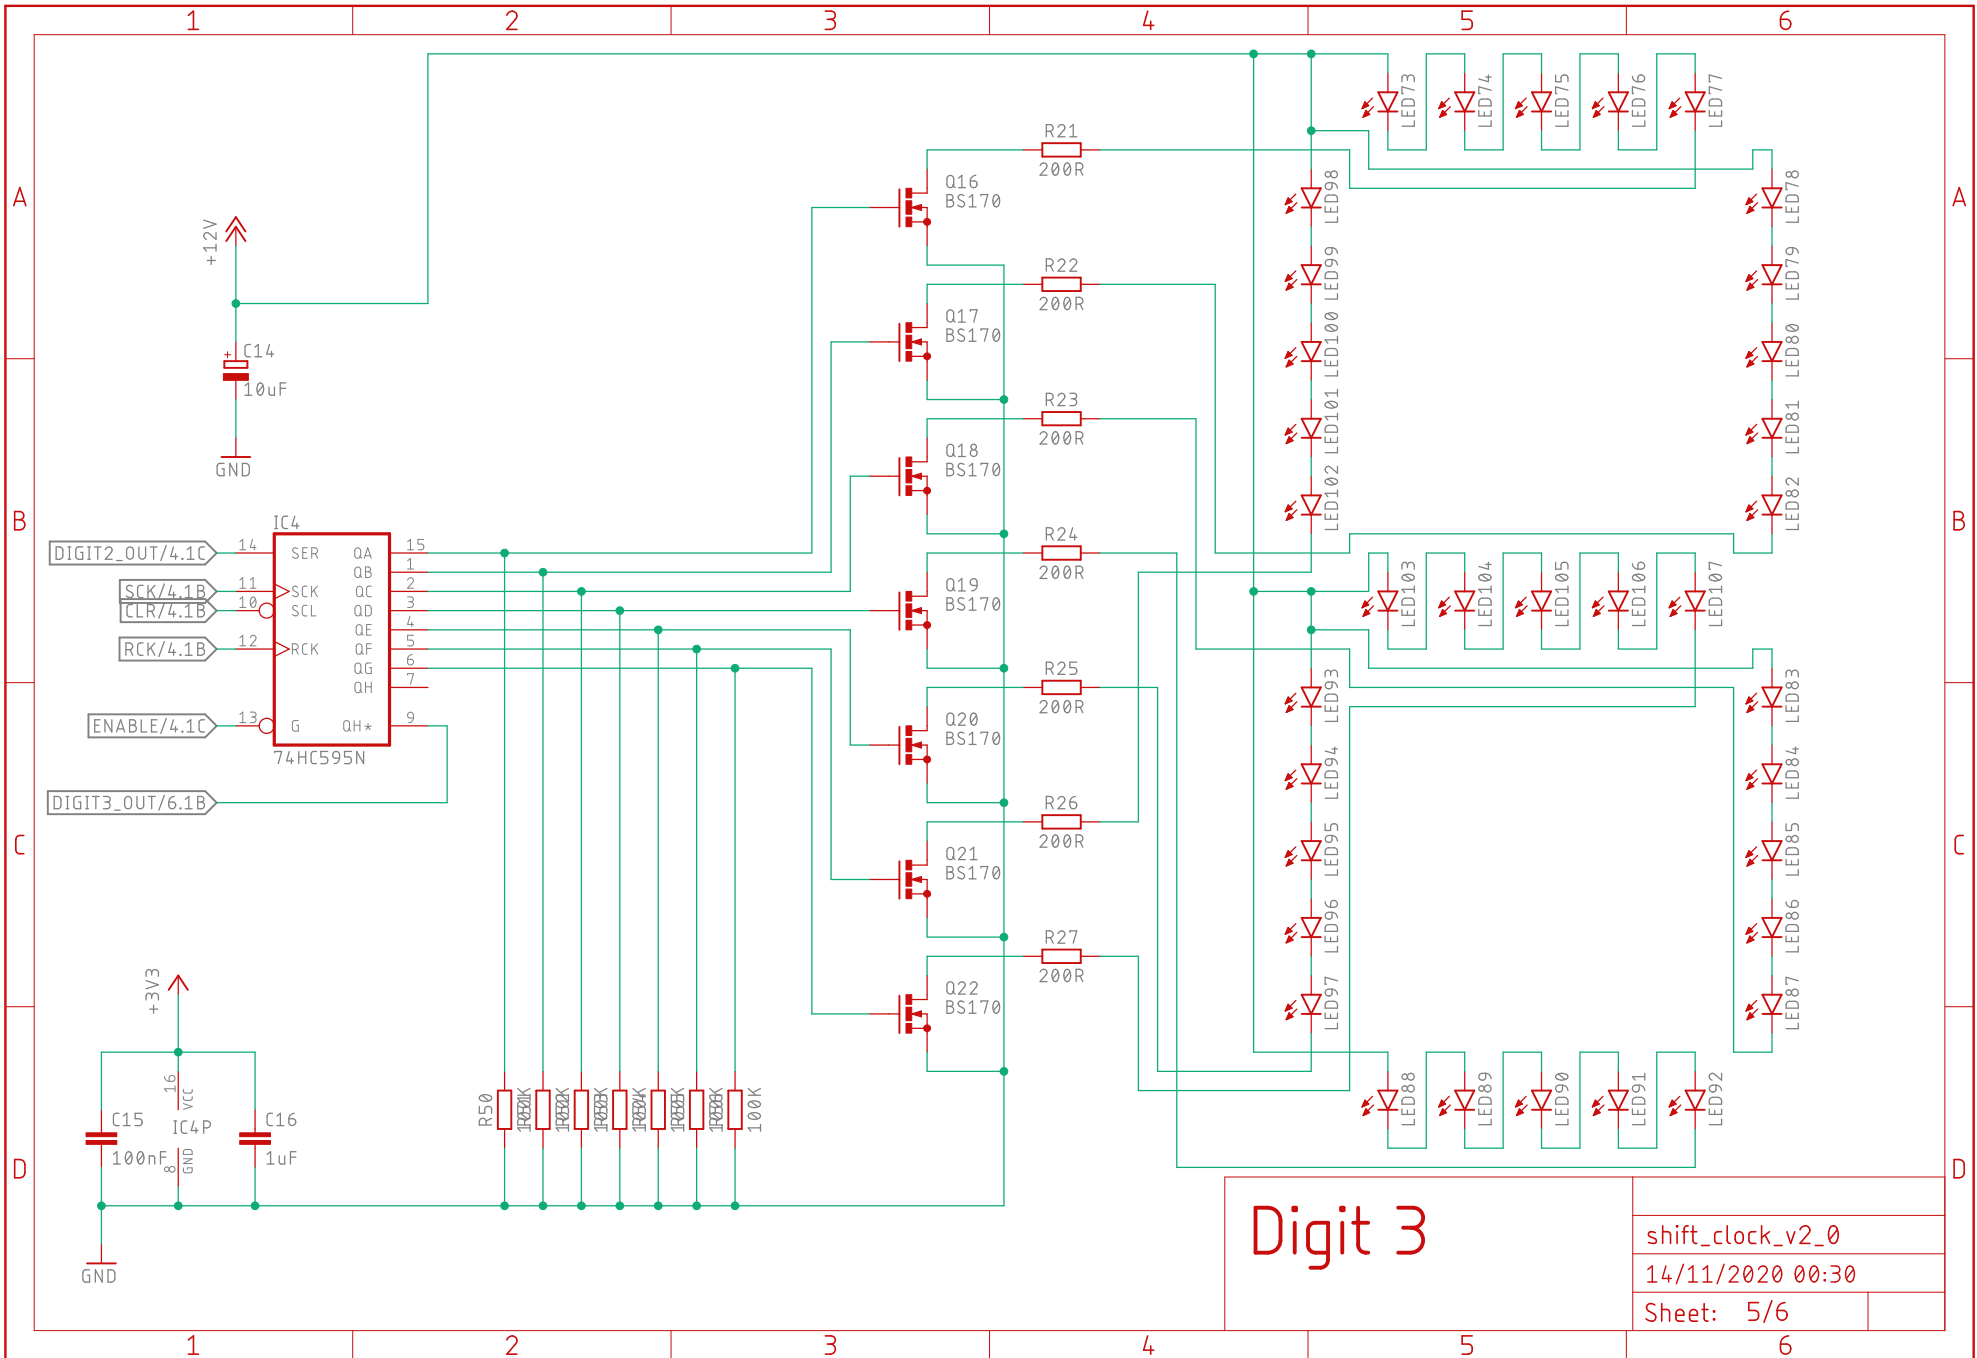 1 2 3 4 5 6
A A
B B
C C
D D
+12V
C14
10uF
GND
IC4
DIGIT2_OUT/4.1C
SCK/4.1B
CLR/4.1B
RCK/4.1B
ENABLE/4.1C
DIGIT3_OUT/6.1B
14 SER QA 15
QB 1
11 SCK QC 2
10 SCL QD 3
QE 4
12 RCK QF 5
QG 6
QH 7
13 G QH* 9
74HC595N
+3V3
C15
100nF
16 VCC
IC4P
8 GND
C16
1uF
GND
R50
100K
Q16
BS170
Q17
BS170
Q18
BS170
Q19
BS170
Q20
BS170
Q21
BS170
Q22
BS170
R21
200R
R22
200R
R23
200R
R24
200R
R25
200R
R26
200R
R27
200R
LED73
LED74
LED75
LED76
LED77
LED98
LED99
LED100
LED101
LED102
LED78
LED79
LED80
LED81
LED82
LED103
LED104
LED105
LED106
LED107
LED93
LED94
LED95
LED96
LED97
LED83
LED84
LED85
LED86
LED87
LED88
LED89
LED90
LED91
LED92
Digit 3
shift_clock_v2_0
14/11/2020 00:30
Sheet: 5/6
1 2 3 4 5 6